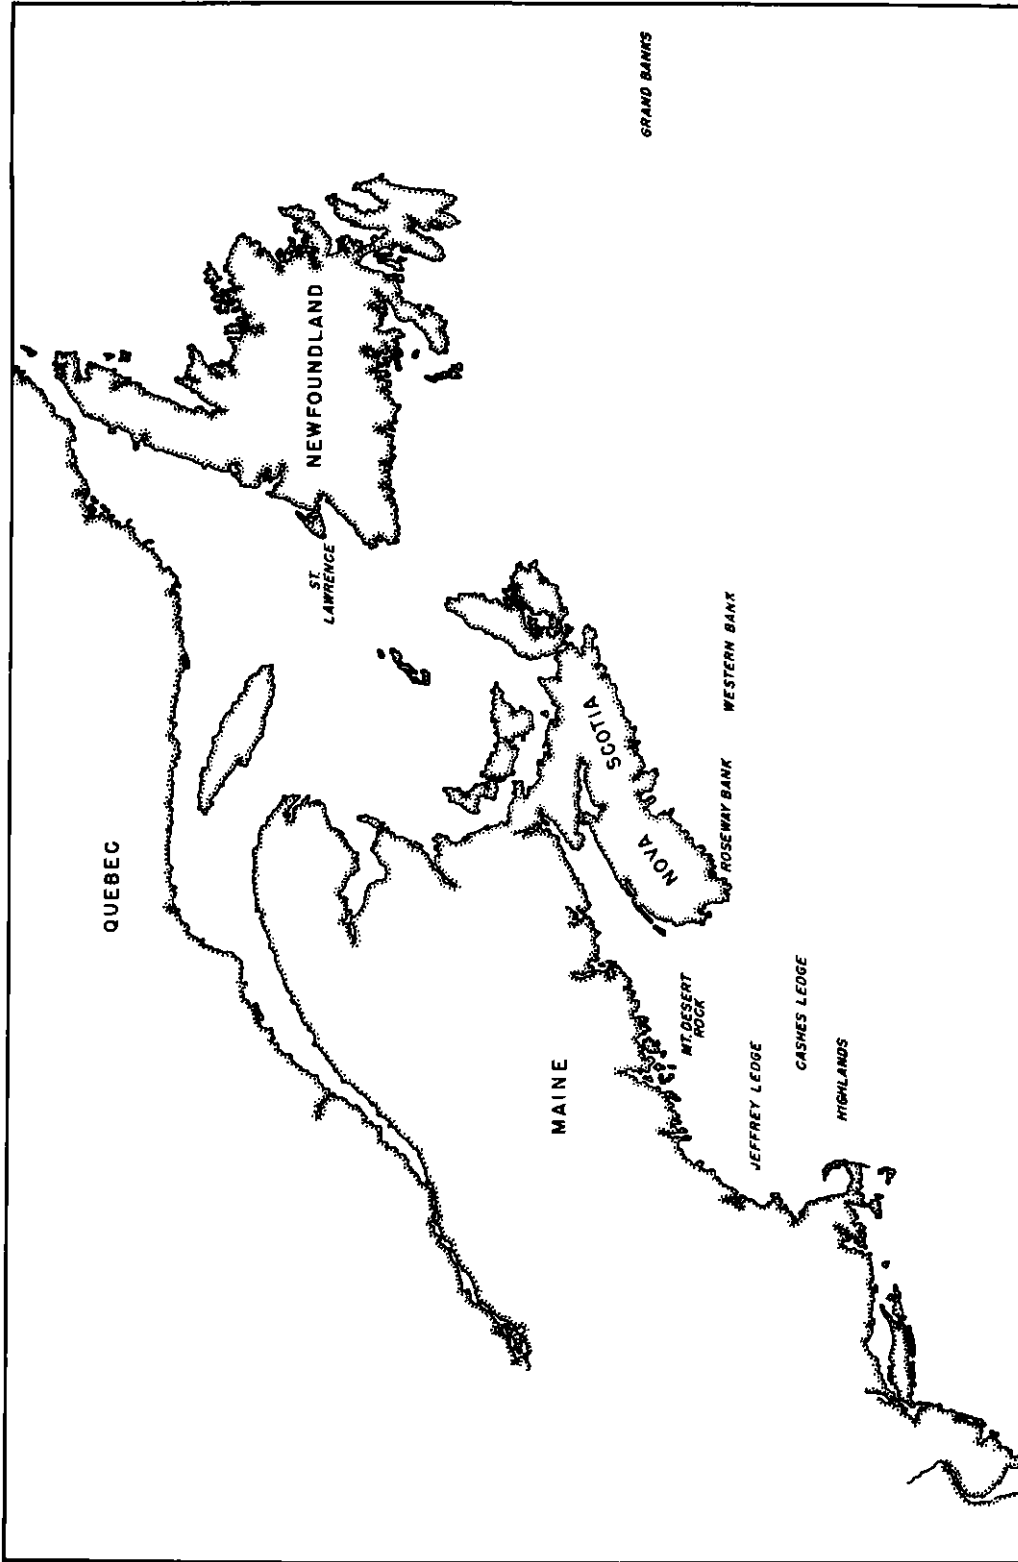 QUEBEC
NEWFOUNDLAND
ST.
LAWRENCE
GRAND BANKS
MAINE
NOVA
SCOTIA
MT. DESERT
ROCK
ROSEWAY BANK
WESTERN BANK
JEFFREY LEDGE
CASHES LEDGE
HIGHLANDS